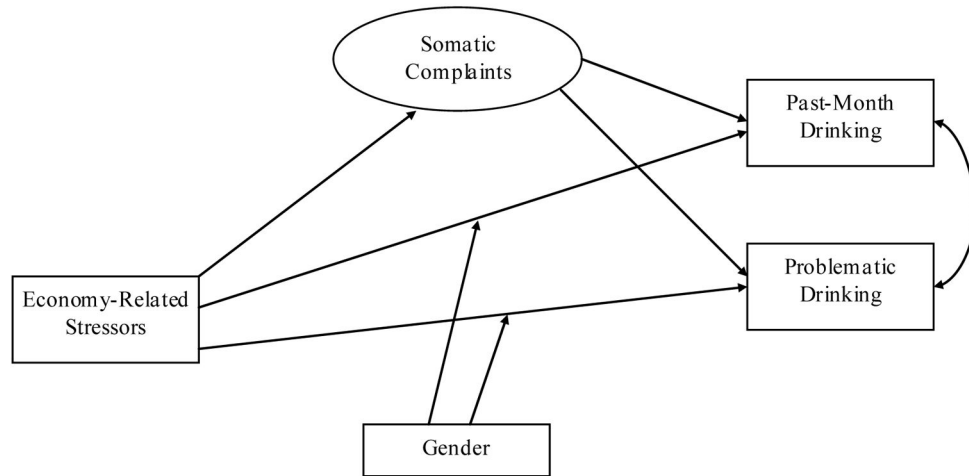 Somatic
Complaints
Past-Month
Drinking
Economy-Related
Stressors
Problematic
Drinking
Gender